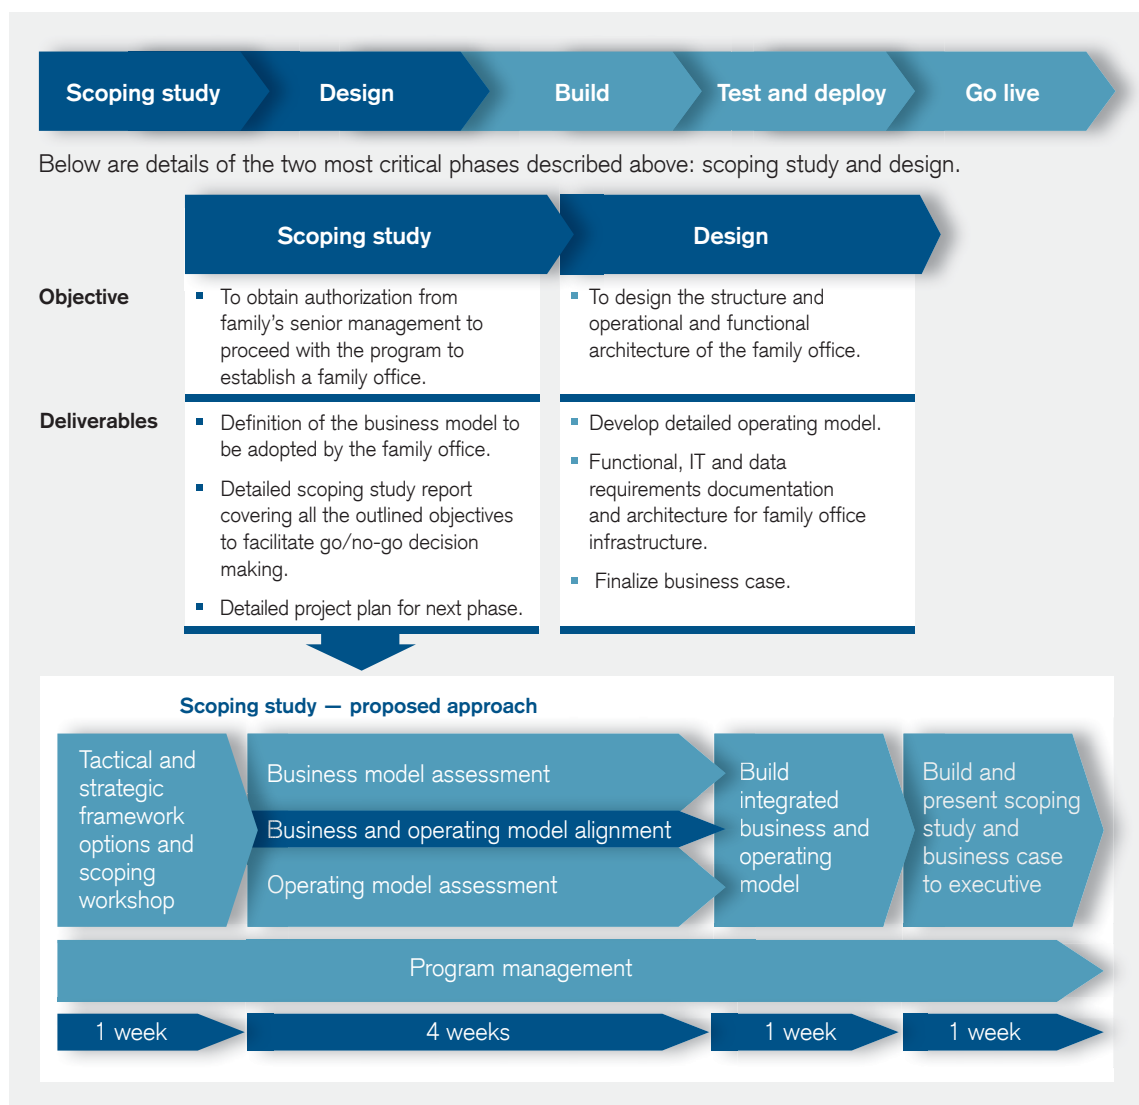 Scoping study
Design
Build
Test and deploy
Go live
Below are details of the two most critical phases described above: scoping study and design.
Scoping study
Design
Objective
▪ To obtain authorization from
family’s senior management to
proceed with the program to
establish a family office.
▪ To design the structure and
operational and functional
architecture of the family office.
Deliverables
▪ Definition of the business model to
be adopted by the family office.
▪ Detailed scoping study report
covering all the outlined objectives
to facilitate go/no-go decision
making.
▪ Detailed project plan for next phase.
▪ Develop detailed operating model.
▪ Functional, IT and data
requirements documentation
and architecture for family office
infrastructure.
▪ Finalize business case.
Scoping study — proposed approach
Tactical and
strategic
framework
options and
scoping
workshop
Business model assessment
Business and operating model alignment
Operating model assessment
Build
integrated
business and
operating
model
Build and
present scoping
study and
business case
to executive
Program management
1 week
4 weeks
1 week
1 week